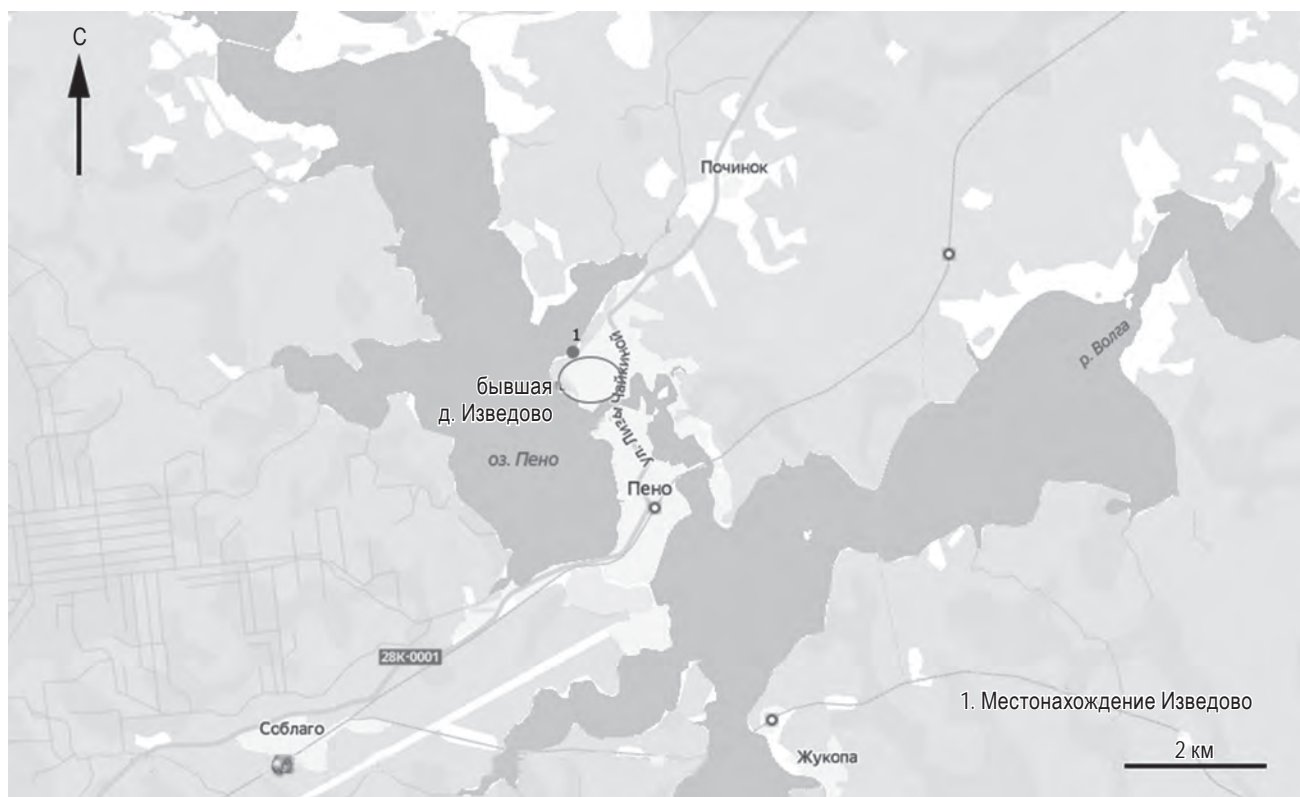 С
Починок
1
ул. Лизы Чайкиной
р. Волга
бывшая
д. Изведово
оз. Пено
Пено
28К-0001
1. Местонахождение Изведово
Соблаго
2 км
Жукопа